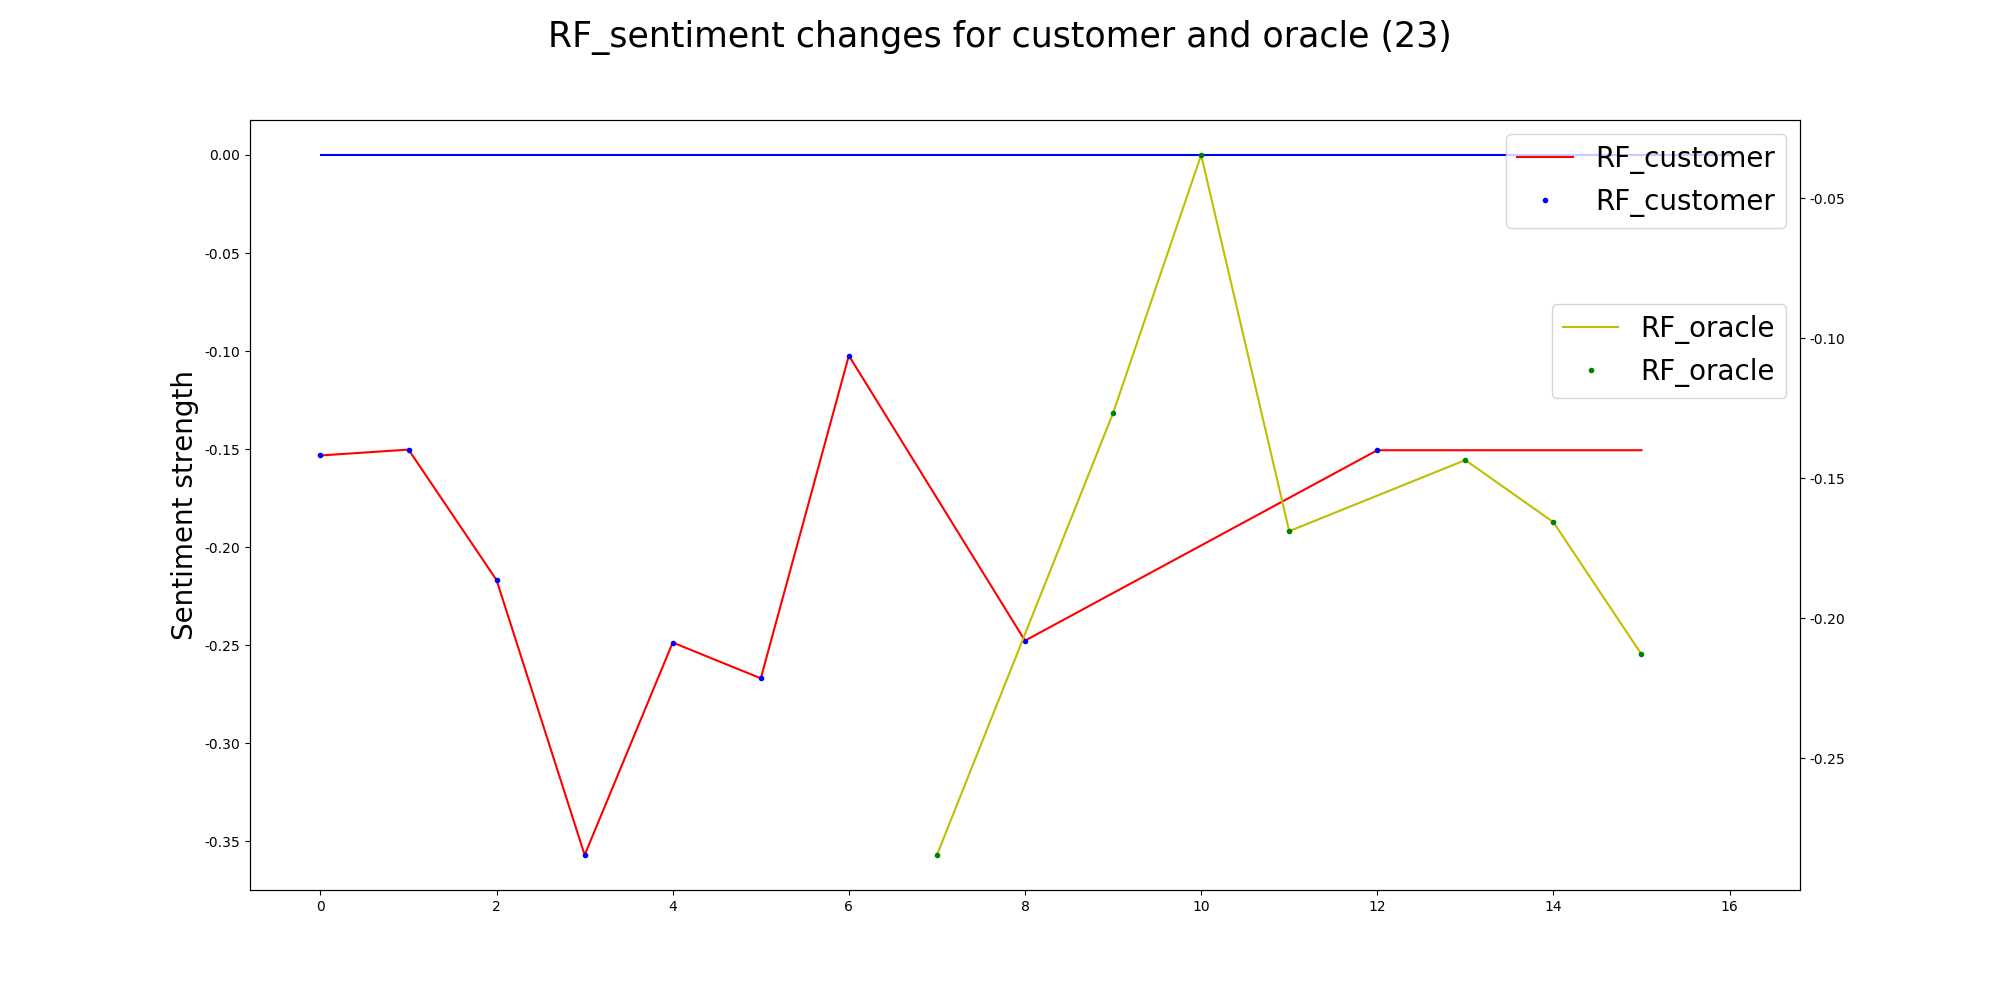 RF_sentiment changes for customer and oracle (23)
0.00
-0.05
-0.10
-0.15
-0.20
-0.25
-0.30
-0.35
Sentiment strength
RF_customer
RF_customer
RF_oracle
RF_oracle
-0.05
-0.10
-0.15
-0.20
-0.25
0 2 4 6 8 10 12 14 16